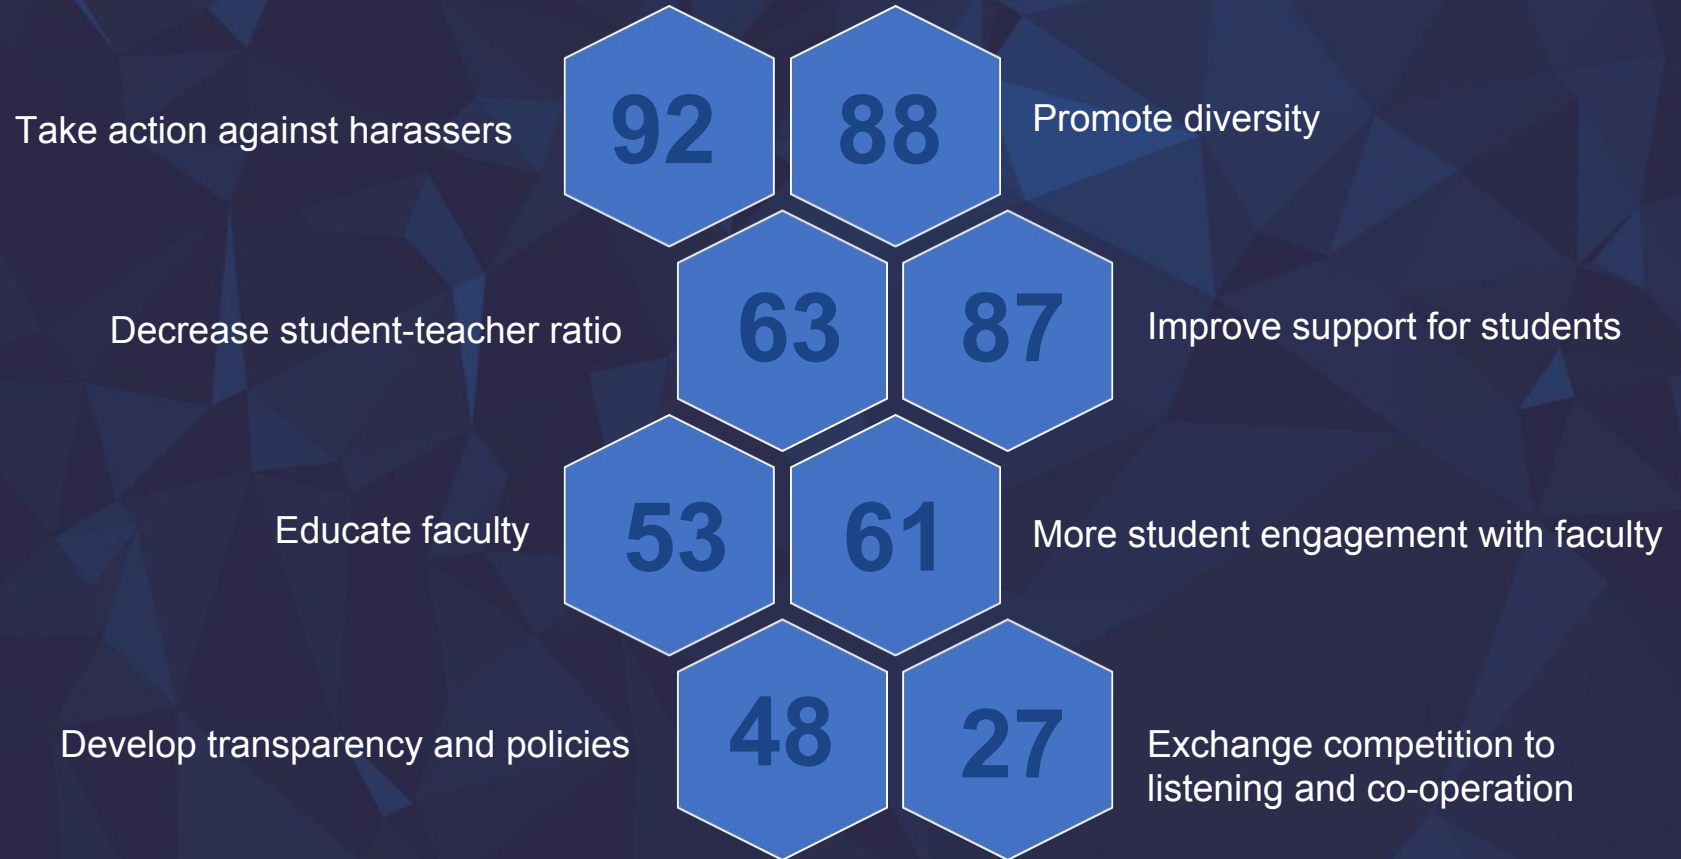 Take action against harassers
92
88
Promote diversity
Decrease student-teacher ratio
63
87
Improve support for students
Educate faculty
53
61
More student engagement with faculty
Develop transparency and policies
48
27
Exchange competition to
listening and co-operation